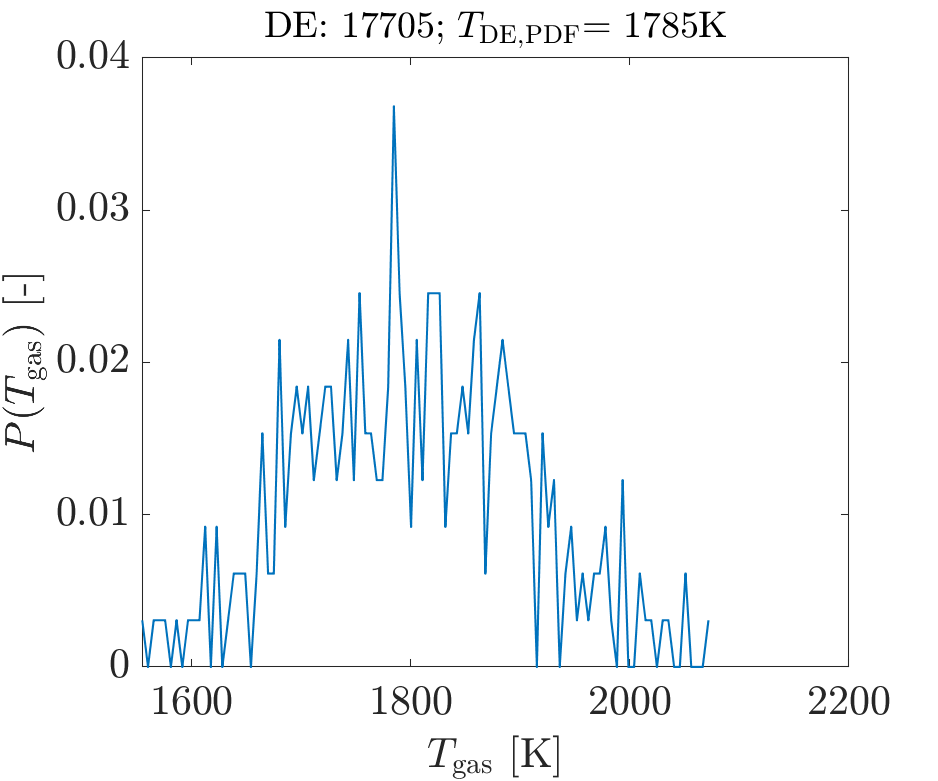 DE: 17705; T_DE,PDF= 1785K
0.04
0.03
0.02
0.01
0
P(T_gas) [-]
1600 1800 2000 2200
T_gas [K]